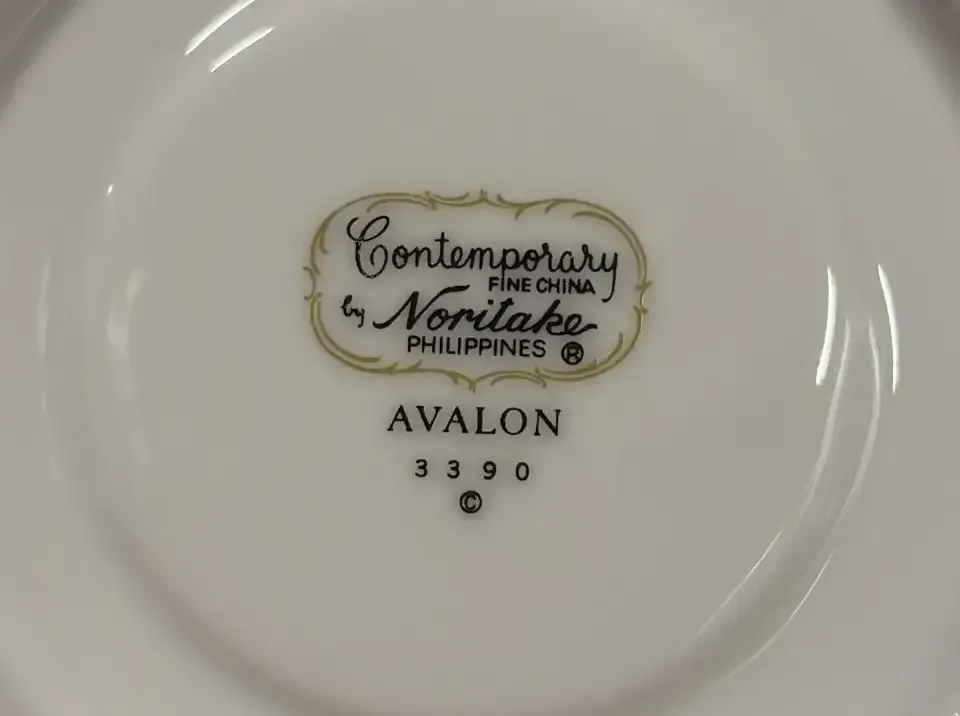 Contemporary
FINE CHINA
by Noritake
PHILIPPINES ®
AVALON
3390
©